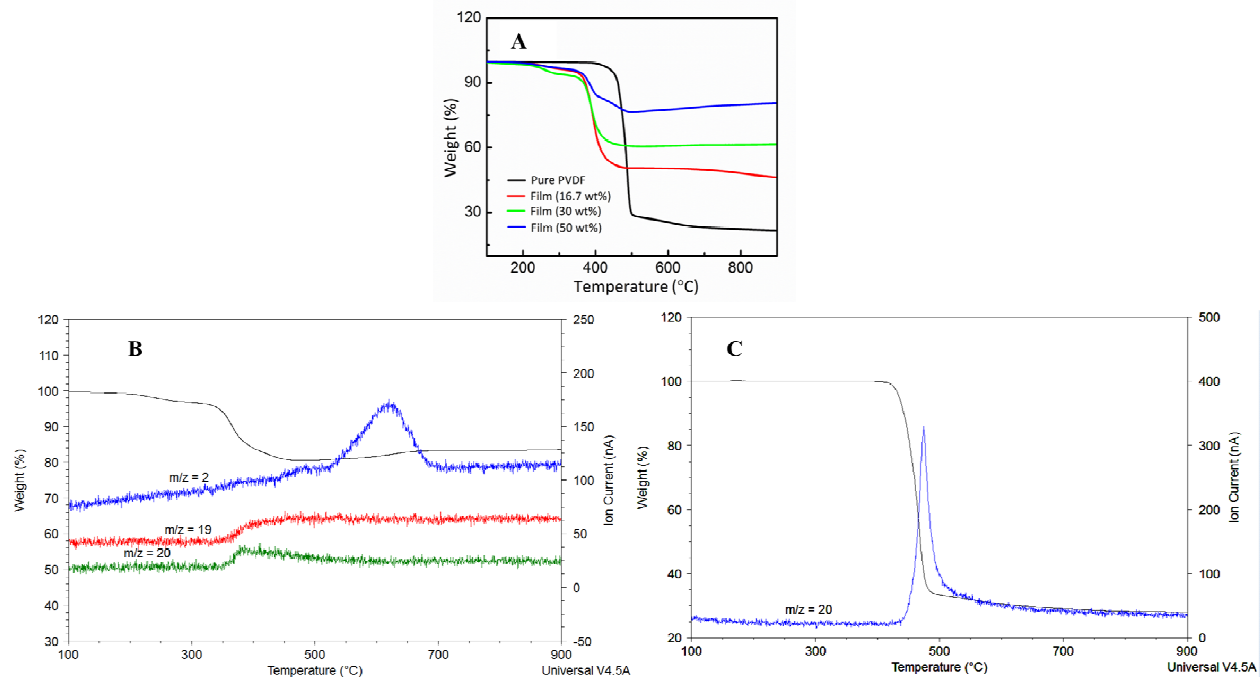 A
120
90
60
30
Weight (%)
Pure PVDF
Film (16.7 wt%)
Film (30 wt%)
Film (50 wt%)
200
400
600
800
Temperature (°C)
B
120
110
100
90
80
70
60
50
40
30
Weight (%)
250
200
150
100
50
0
-50
Ion Current (nA)
m/z = 2
m/z = 19
m/z = 20
100
300
500
700
900
Temperature (°C)
Universal V4.5A
C
120
100
80
60
40
20
Weight (%)
500
400
300
200
100
0
Ion Current (nA)
m/z = 20
100
300
500
700
900
Temperature (°C)
Universal V4.5A